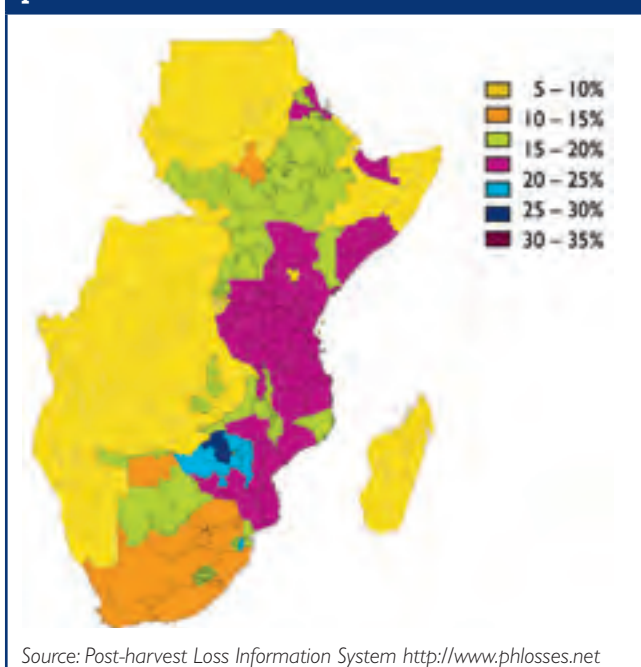 5 – 10%
10 – 15%
15 – 20%
20 – 25%
25 – 30%
30 – 35%
Source: Post-harvest Loss Information System http://www.phlosses.net